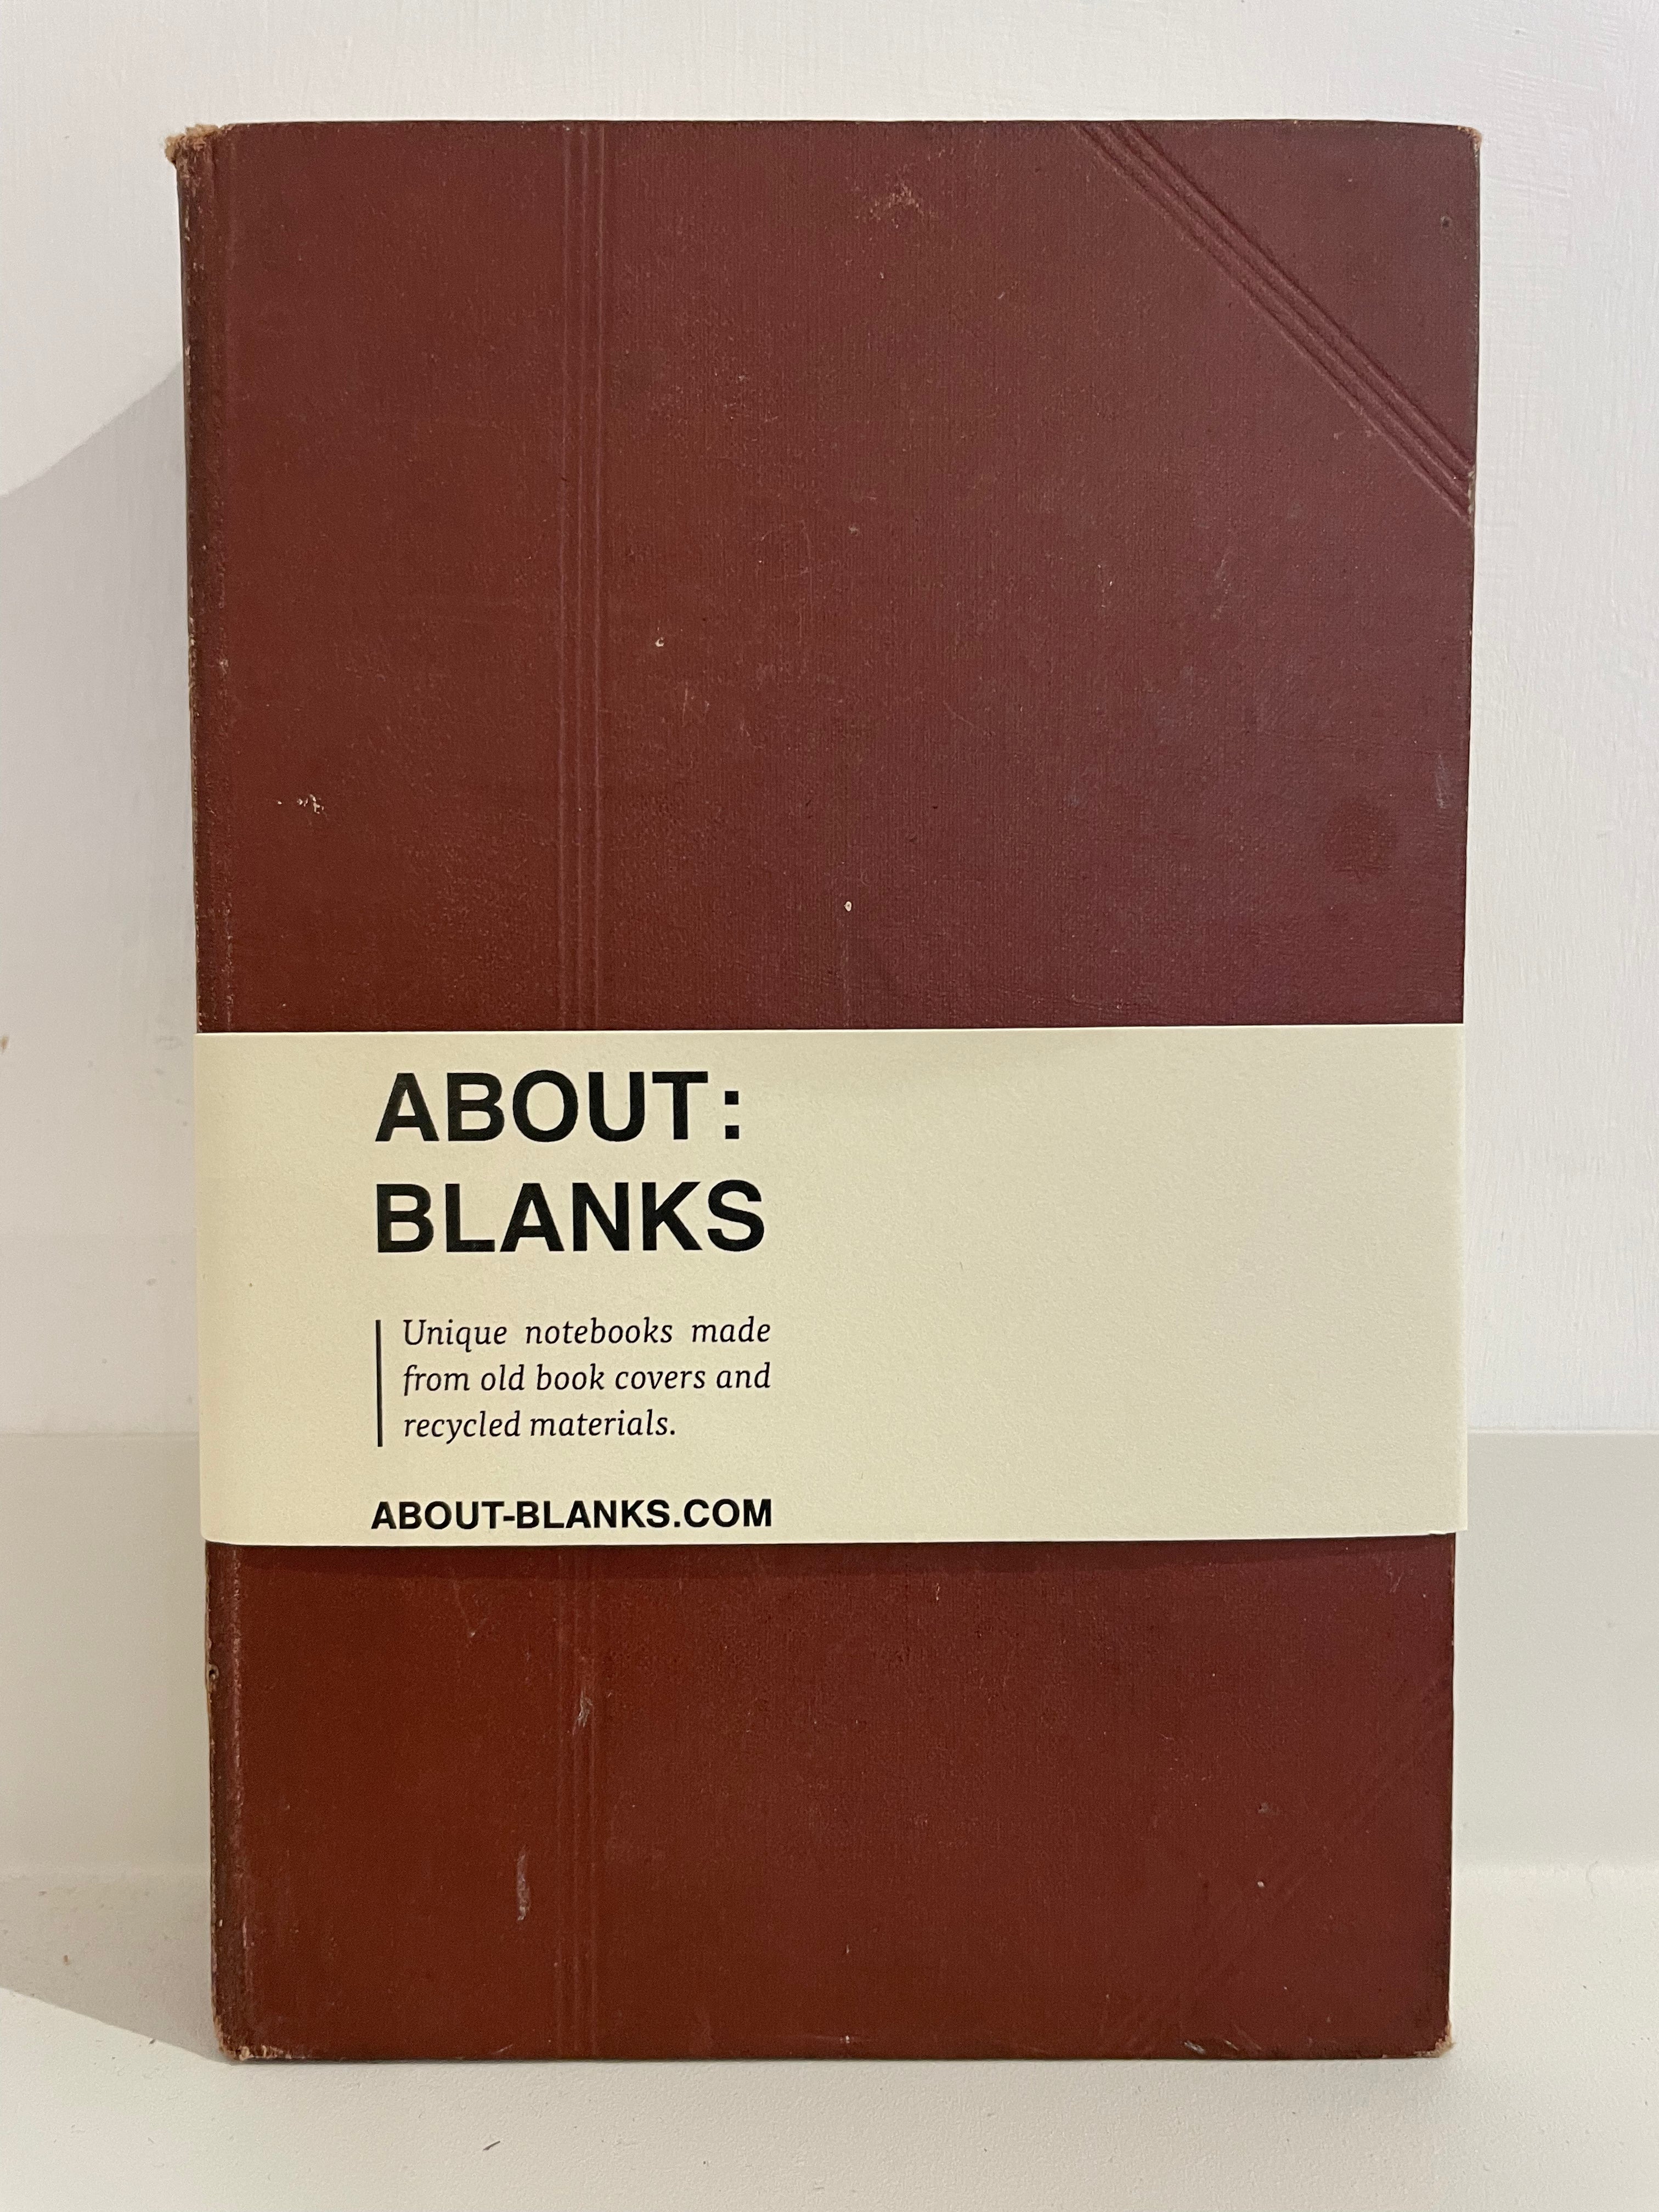 ABOUT:
BLANKS
Unique notebooks made
from old book covers and
recycled materials.
ABOUT-BLANKS.COM